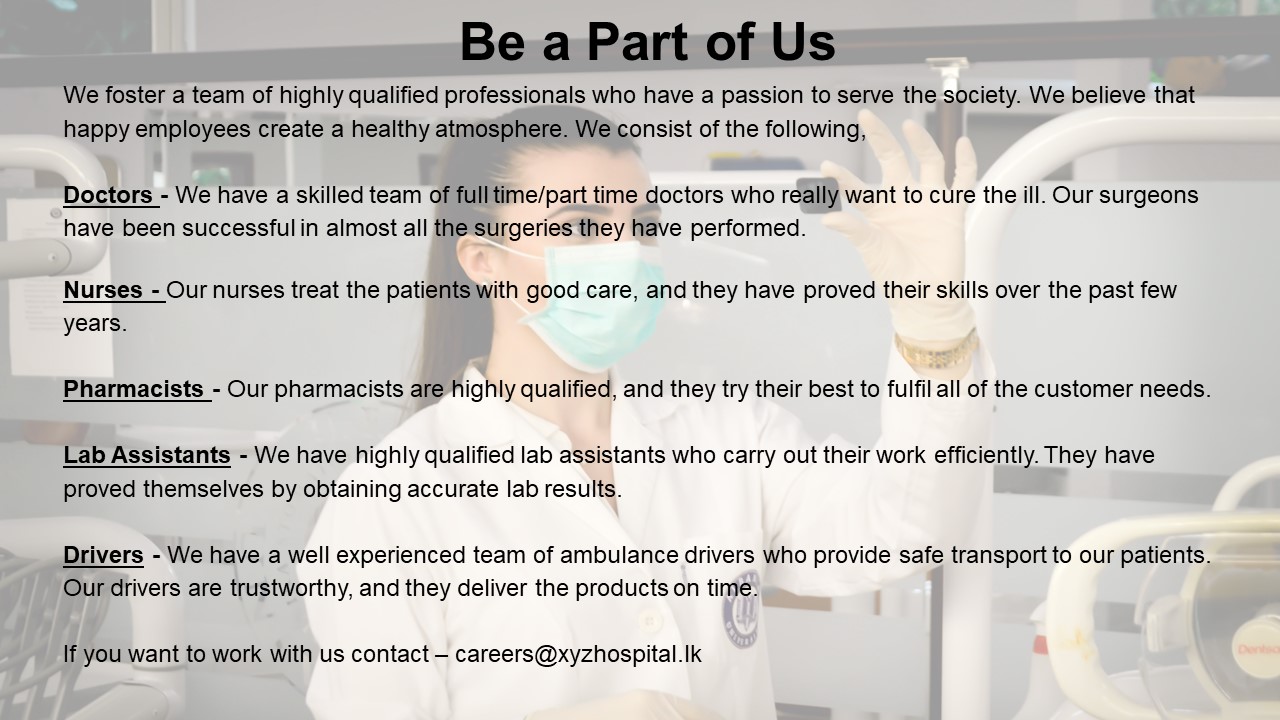 Be a Part of Us
We foster a team of highly qualified professionals who have a passion to serve the society. We believe that
happy employees create a healthy atmosphere. We consist of the following,
Doctors - We have a skilled team of full time/part time doctors who really want to cure the ill. Our surgeons
have been successful in almost all the surgeries they have performed.
Nurses - Our nurses treat the patients with good care, and they have proved their skills over the past few
years.
Pharmacists - Our pharmacists are highly qualified, and they try their best to fulfil all of the customer needs.
Lab Assistants - We have highly qualified lab assistants who carry out their work efficiently. They have
proved themselves by obtaining accurate lab results.
Drivers - We have a well experienced team of ambulance drivers who provide safe transport to our patients.
Our drivers are trustworthy, and they deliver the products on time.
If you want to work with us contact – careers@xyzhospital.lk